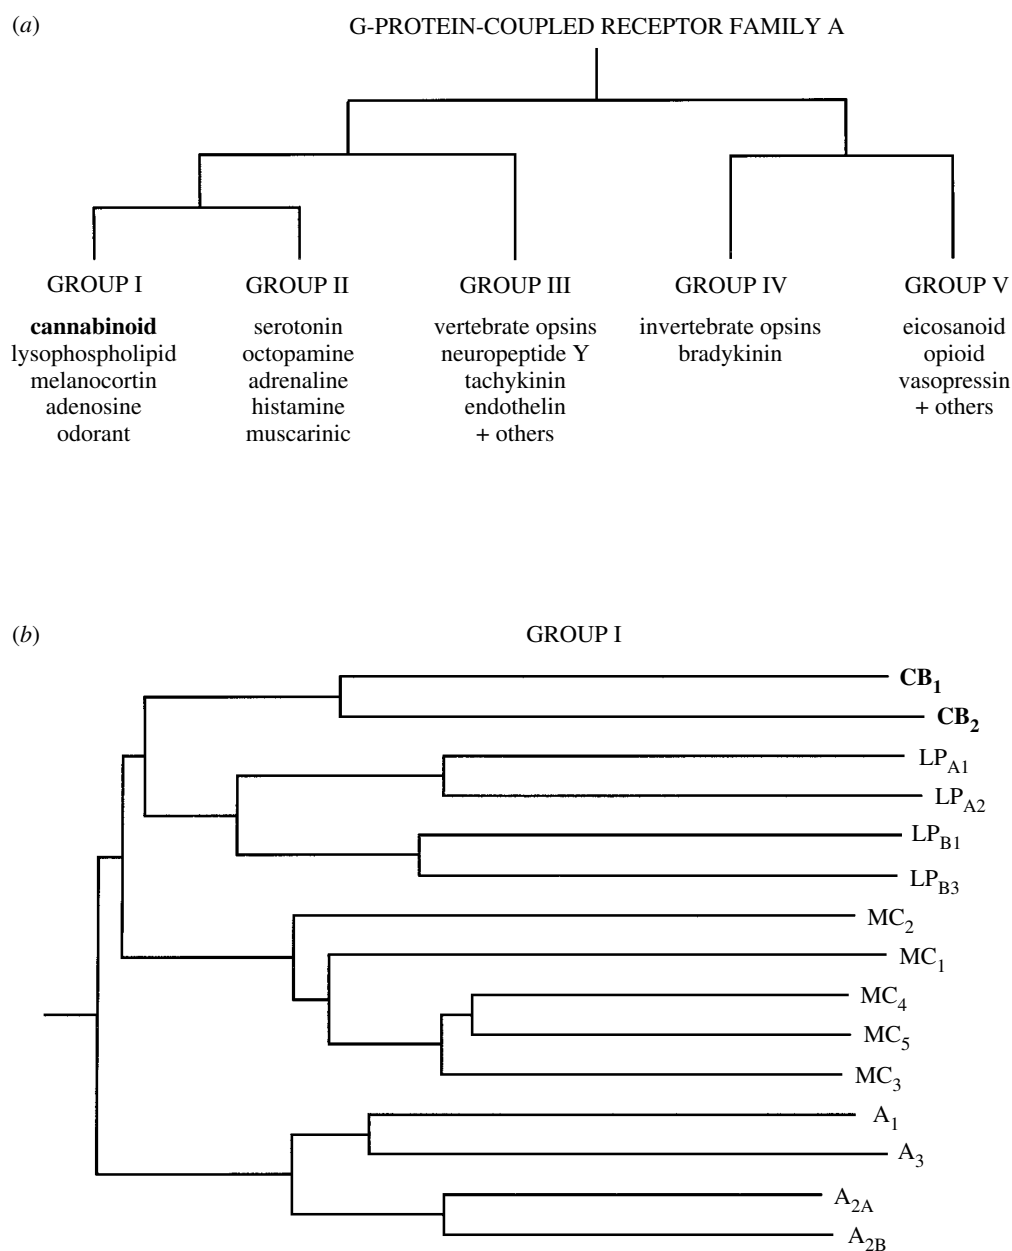 (a)
G-PROTEIN-COUPLED RECEPTOR FAMILY A
GROUP I
cannabinoid
lysophospholipid
melanocortin
adenosine
odorant
GROUP II
serotonin
octopamine
adrenaline
histamine
muscarinic
GROUP III
vertebrate opsins
neuropeptide Y
tachykinin
endothelin
+ others
GROUP IV
invertebrate opsins
bradykinin
GROUP V
eicosanoid
opioid
vasopressin
+ others
(b)
GROUP I
CB1
CB2
LPA1
LPA2
LPB1
LPB3
MC2
MC1
MC4
MC5
MC3
A1
A3
A2A
A2B